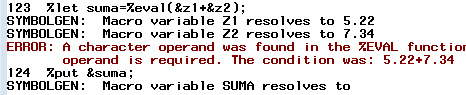 123  %let suma=%eval(&z1+&z2);
SYMBOLGEN:  Macro variable Z1 resolves to 5.22
SYMBOLGEN:  Macro variable Z2 resolves to 7.34
ERROR: A character operand was found in the %EVAL functio
       operand is required. The condition was: 5.22+7.34
124  %put &suma;
SYMBOLGEN:  Macro variable SUMA resolves to